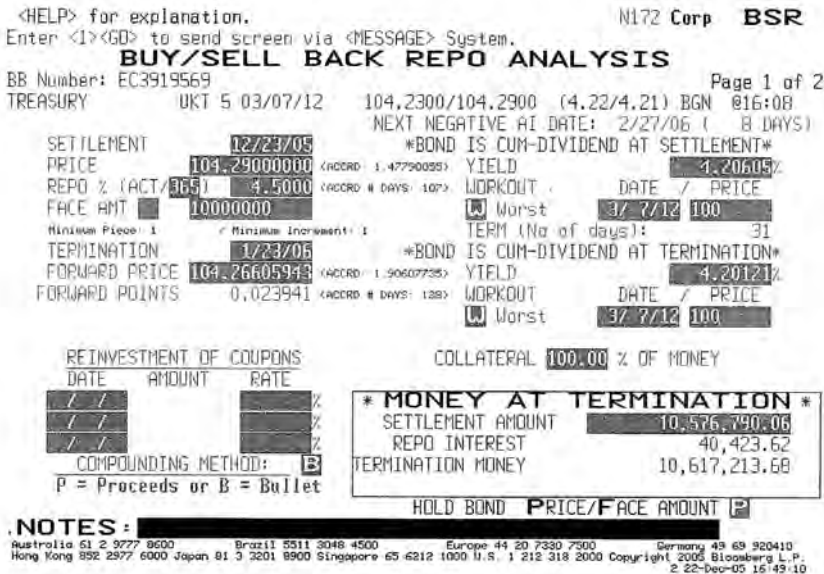 <HELP> for explanation. N172 Corp BSR
Enter <1><GO> to send screen via <MESSAGE> System.
BUY/SELL BACK REPO ANALYSIS
BB Number: EC3919569 Page 1 of 2
TREASURY UKT 5 03/07/12 104.2300/104.2900 (4.22/4.21) BGN @16:08
NEXT NEGATIVE AI DATE: 2/27/06 ( 8 DAYS)
SETTLEMENT 12/23/05 *BOND IS CUM-DIVIDEND AT SETTLEMENT*
PRICE 104.29000000 (ACCRD: 1.47790055) YIELD 4.20605%
REPO % (ACT/365) 4.5000 (ACCRD # DAYS: 107) WORKOUT DATE / PRICE
FACE AMT 10000000 W Worst 3/ 7/12 100
Minimum Piece: 1 / Minimum Increment: 1 TERM (No of days): 31
TERMINATION 1/23/06 *BOND IS CUM-DIVIDEND AT TERMINATION*
FORWARD PRICE 104.26605943 (ACCRD: 1.90607735) YIELD 4.20121%
FORWARD POINTS 0.023941 (ACCRD # DAYS: 128) WORKOUT DATE / PRICE
W Worst 3/ 7/12 100
REINVESTMENT OF COUPONS COLLATERAL 100.00 % OF MONEY
DATE AMOUNT RATE
/ / %
/ / %
/ / %
* MONEY AT TERMINATION *
SETTLEMENT AMOUNT 10,576,790.06
REPO INTEREST 40,423.62
COMPOUNDING METHOD: B TERMINATION MONEY 10,617,213.68
P = Proceeds or B = Bullet
HOLD BOND PRICE/FACE AMOUNT P
.NOTES:
Australia 61 2 9777 8600 Brazil 5511 3048 4500 Europe 44 20 7330 7500 Germany 49 69 920410
Hong Kong 852 2977 6000 Japan 81 3 3201 8900 Singapore 65 6212 1000 U.S. 1 212 318 2000 Copyright 2005 Bloomberg L.P.
2 22-Dec-05 16:49:10